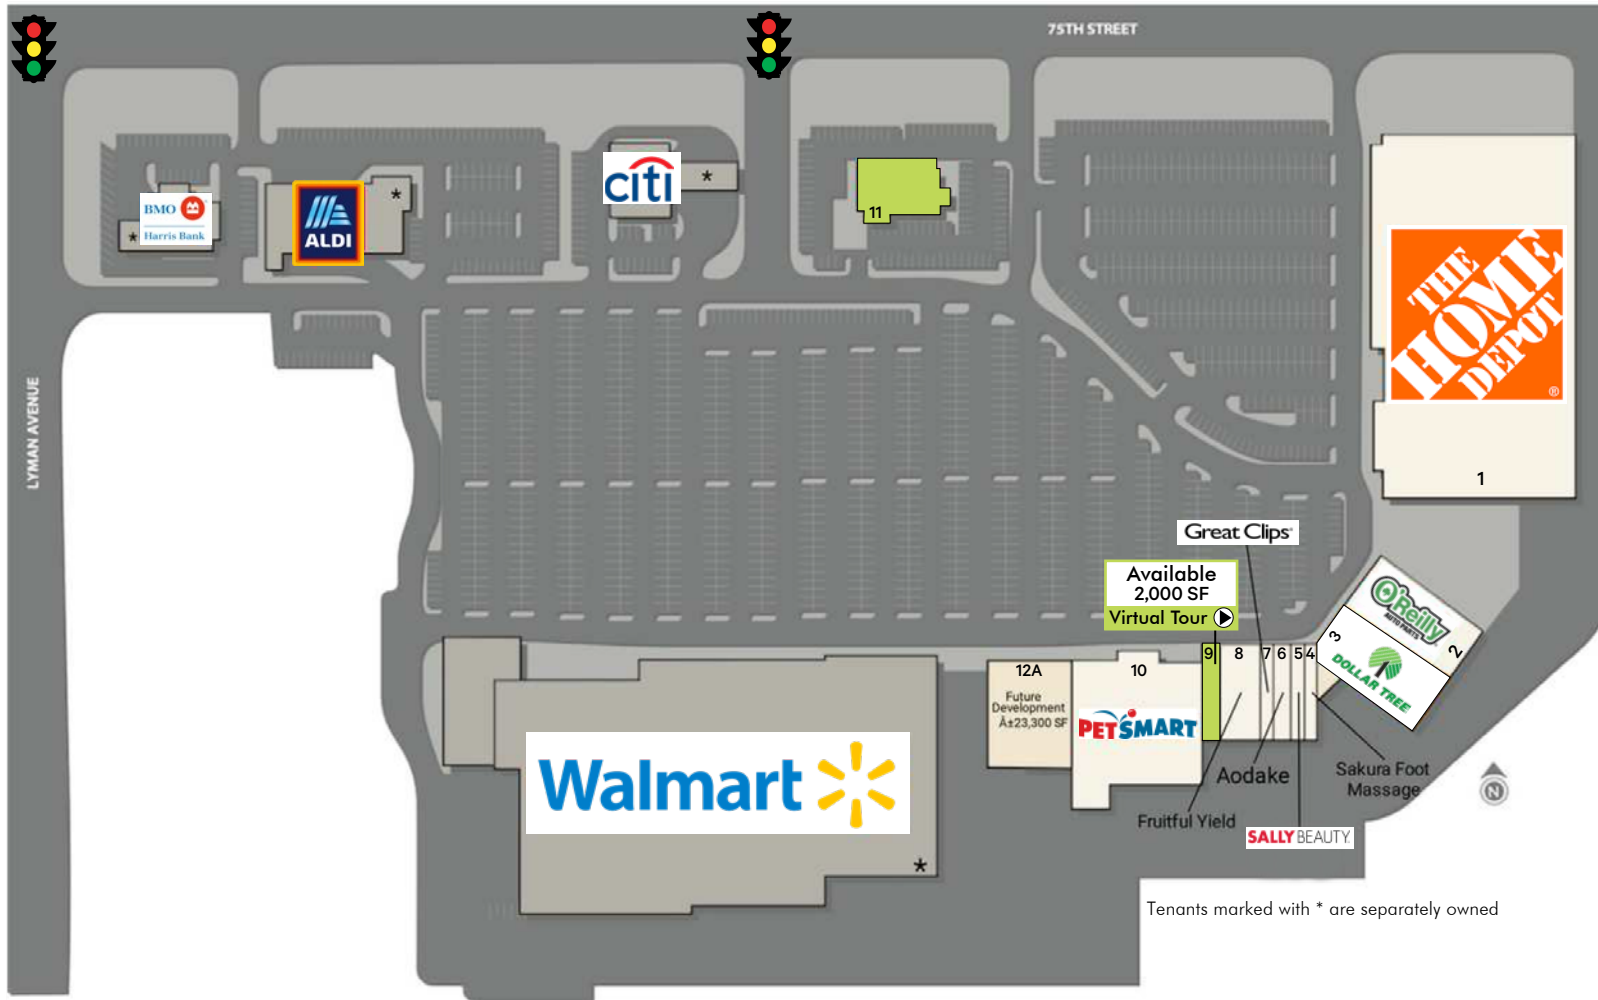 75TH STREET
LYMAN AVENUE
BMO
Harris Bank
*
ALDI
*
citi
*
11
THE
HOME
DEPOT
®
1
Great Clips
Available
2,000 SF
Virtual Tour
O'Reilly
AUTO PARTS
2
3
DOLLAR TREE
12A
Future
Development
Â±23,300 SF
10
PETSMART
9
8
7
6
5
4
Walmart
*
Aodake
Sakura Foot
Massage
Fruitful Yield
SALLY BEAUTY
N
Tenants marked with * are separately owned